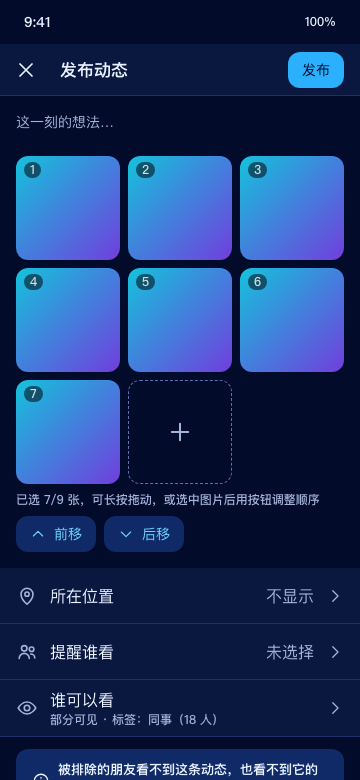 9:41
100%
发布动态
发布
这一刻的想法…
1
2
3
4
5
6
7
已选 7/9 张，可长按拖动，或选中图片后用按钮调整顺序
前移
后移
所在位置
不显示
提醒谁看
未选择
谁可以看
部分可见 · 标签：同事（18 人）
被排除的朋友看不到这条动态，也看不到它的